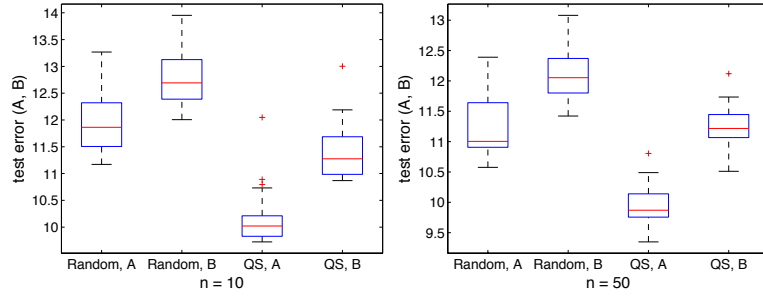 test error (A, B)
14
13.5
13
12.5
12
11.5
11
10.5
10
Random, A Random, B QS, A QS, B
n = 10
test error (A, B)
13
12.5
12
11.5
11
10.5
10
9.5
Random, A Random, B QS, A QS, B
n = 50